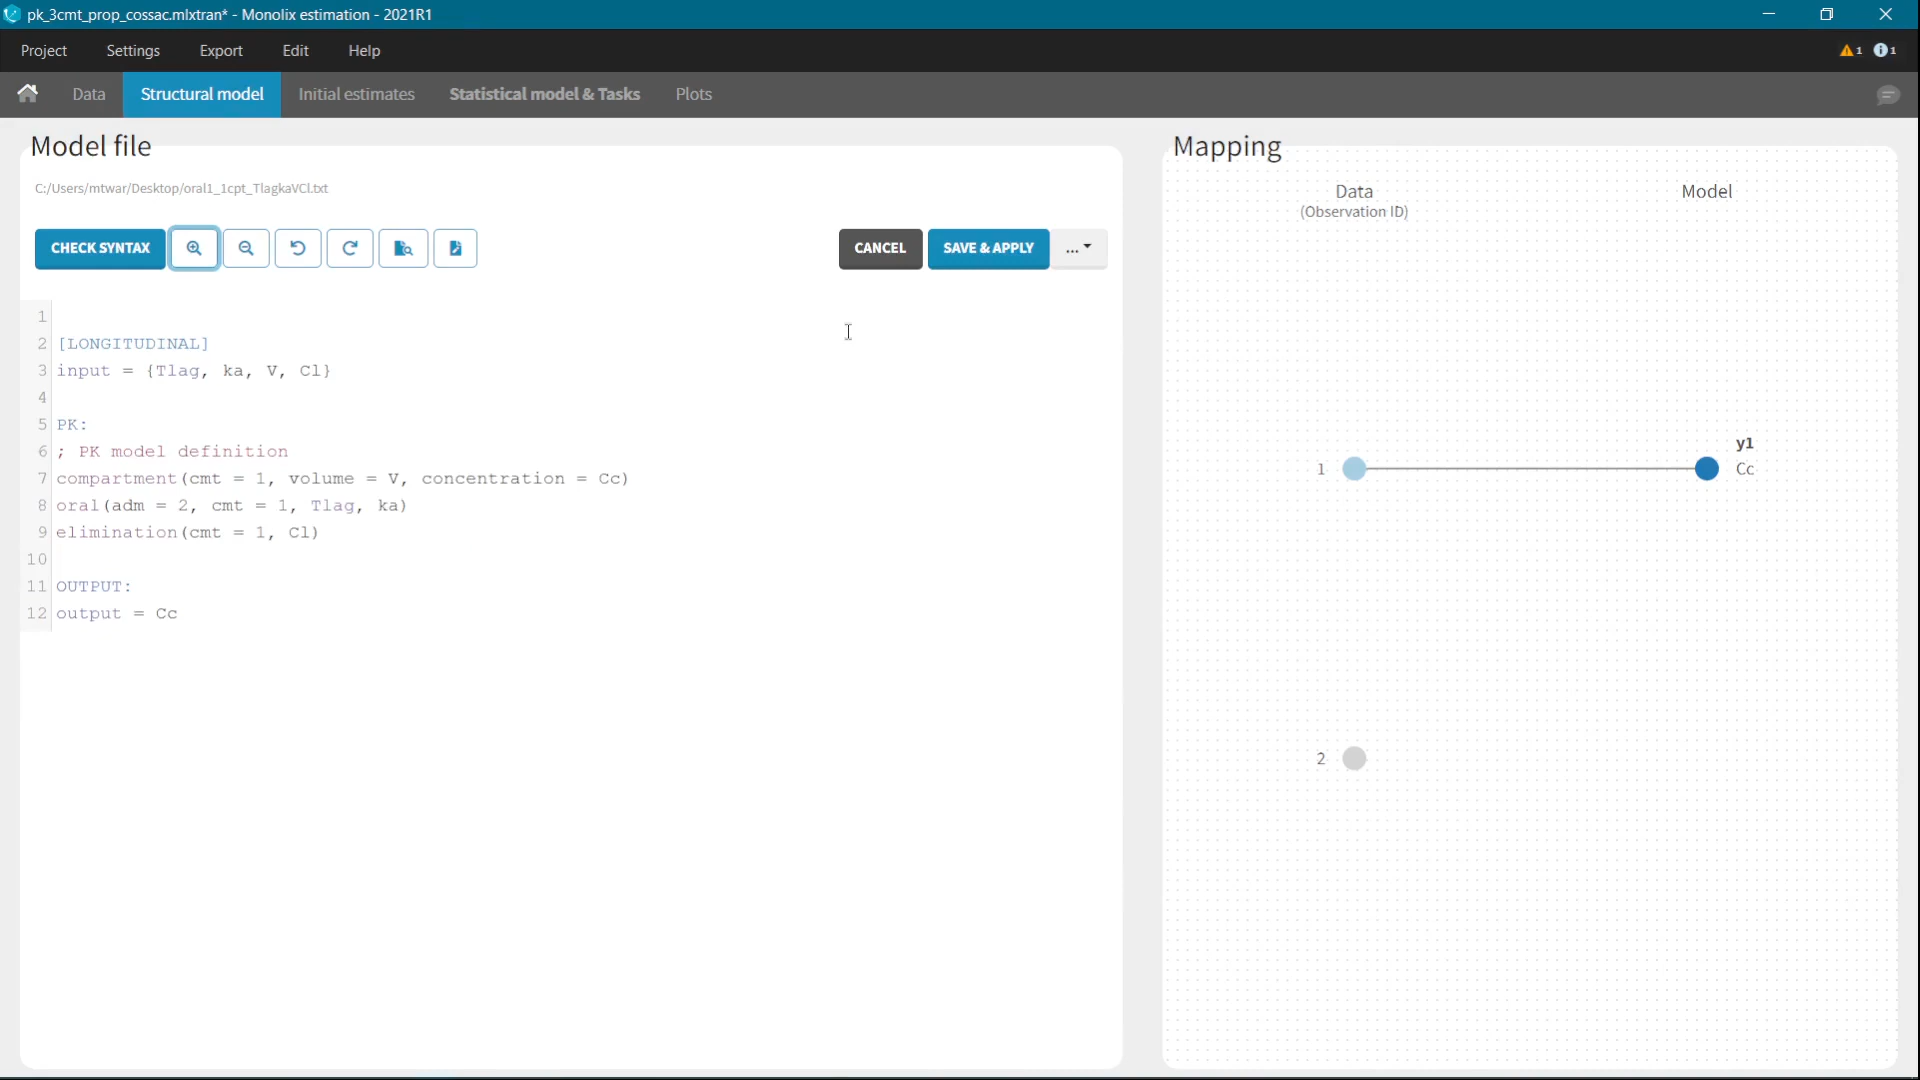 pk_3cmt_prop_cossac.mlxtran* - Monolix estimation - 2021R1
Project Settings Export Edit Help
1 1
Data Structural model Initial estimates Statistical model & Tasks Plots
Model file
C:/Users/mtwar/Desktop/oral1_1cpt_TlagkaVCl.txt
CHECK SYNTAX CANCEL SAVE & APPLY ...
1
2 [LONGITUDINAL]
3 input = {Tlag, ka, V, Cl}
4
5 PK:
6 ; PK model definition
7 compartment(cmt = 1, volume = V, concentration = Cc)
8 oral(adm = 2, cmt = 1, Tlag, ka)
9 elimination(cmt = 1, Cl)
10
11 OUTPUT:
12 output = Cc
Mapping
Data Model
(Observation ID)
y1
1 Cc
2